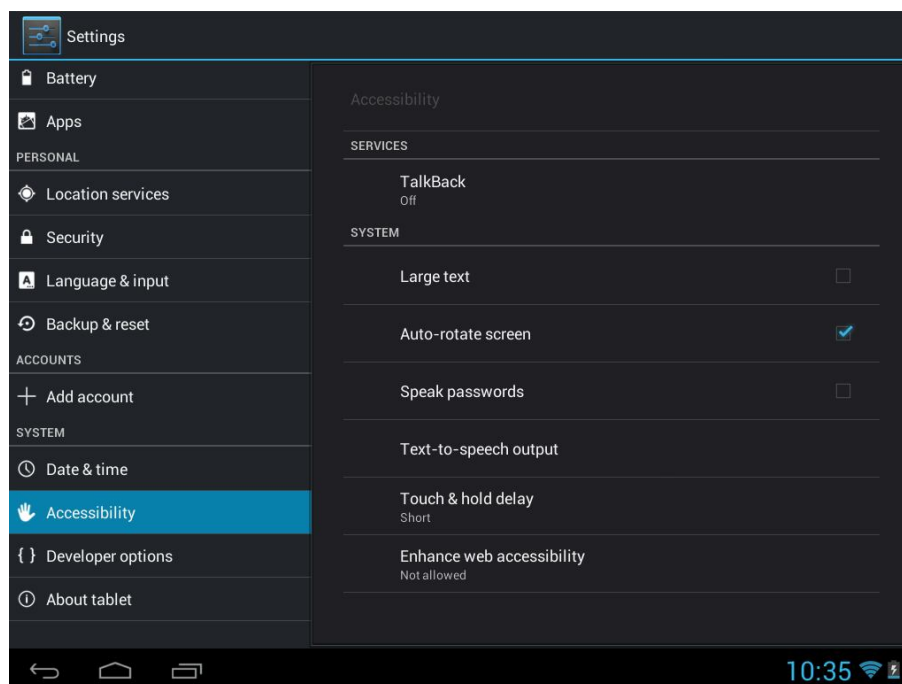 Settings
Battery
Apps
PERSONAL
Location services
Security
Language & input
Backup & reset
ACCOUNTS
Add account
SYSTEM
Date & time
Accessibility
Developer options
About tablet
Accessibility
SERVICES
TalkBack
Off
SYSTEM
Large text
Auto-rotate screen
Speak passwords
Text-to-speech output
Touch & hold delay
Short
Enhance web accessibility
Not allowed
10:35